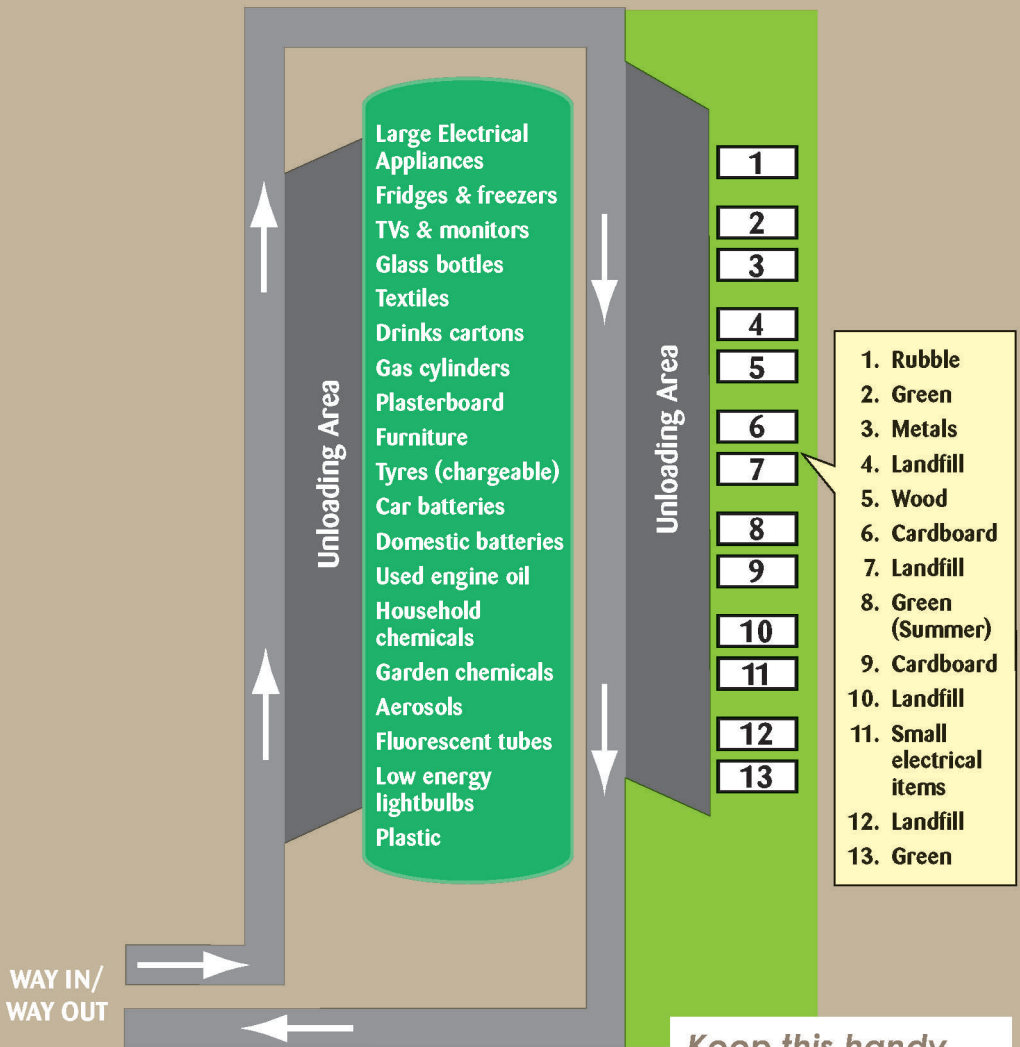 Large Electrical
Appliances
Fridges & freezers
TVs & monitors
Glass bottles
Textiles
Drinks cartons
Gas cylinders
Plasterboard
Furniture
Tyres (chargeable)
Car batteries
Domestic batteries
Used engine oil
Household
chemicals
Garden chemicals
Aerosols
Fluorescent tubes
Low energy
lightbulbs
Plastic
Unloading Area
Unloading Area
1
2
3
4
5
6
7
8
9
10
11
12
13
1. Rubble
2. Green
3. Metals
4. Landfill
5. Wood
6. Cardboard
7. Landfill
8. Green
(Summer)
9. Cardboard
10. Landfill
11. Small
electrical
items
12. Landfill
13. Green
WAY IN/
WAY OUT
Keep this handy